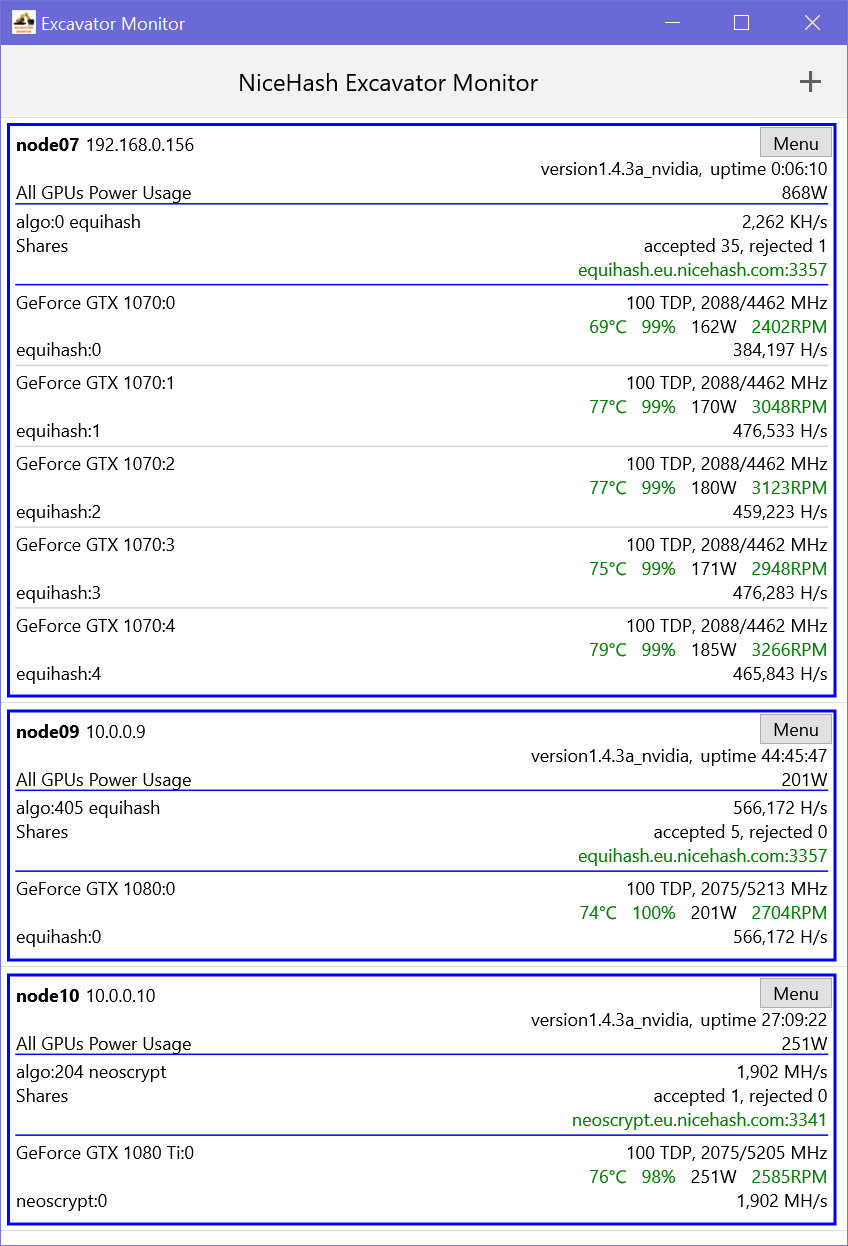 Excavator Monitor
NiceHash Excavator Monitor
node07 192.168.0.156 Menu
version1.4.3a_nvidia, uptime 0:06:10
All GPUs Power Usage 868W
algo:0 equihash 2,262 KH/s
Shares accepted 35, rejected 1
equihash.eu.nicehash.com:3357
GeForce GTX 1070:0 100 TDP, 2088/4462 MHz
69°C 99% 162W 2402RPM
equihash:0 384,197 H/s
GeForce GTX 1070:1 100 TDP, 2088/4462 MHz
77°C 99% 170W 3048RPM
equihash:1 476,533 H/s
GeForce GTX 1070:2 100 TDP, 2088/4462 MHz
77°C 99% 180W 3123RPM
equihash:2 459,223 H/s
GeForce GTX 1070:3 100 TDP, 2088/4462 MHz
75°C 99% 171W 2948RPM
equihash:3 476,283 H/s
GeForce GTX 1070:4 100 TDP, 2088/4462 MHz
79°C 99% 185W 3266RPM
equihash:4 465,843 H/s
node09 10.0.0.9 Menu
version1.4.3a_nvidia, uptime 44:45:47
All GPUs Power Usage 201W
algo:405 equihash 566,172 H/s
Shares accepted 5, rejected 0
equihash.eu.nicehash.com:3357
GeForce GTX 1080:0 100 TDP, 2075/5213 MHz
74°C 100% 201W 2704RPM
equihash:0 566,172 H/s
node10 10.0.0.10 Menu
version1.4.3a_nvidia, uptime 27:09:22
All GPUs Power Usage 251W
algo:204 neoscrypt 1,902 MH/s
Shares accepted 1, rejected 0
neoscrypt.eu.nicehash.com:3341
GeForce GTX 1080 Ti:0 100 TDP, 2075/5205 MHz
76°C 98% 251W 2585RPM
neoscrypt:0 1,902 MH/s